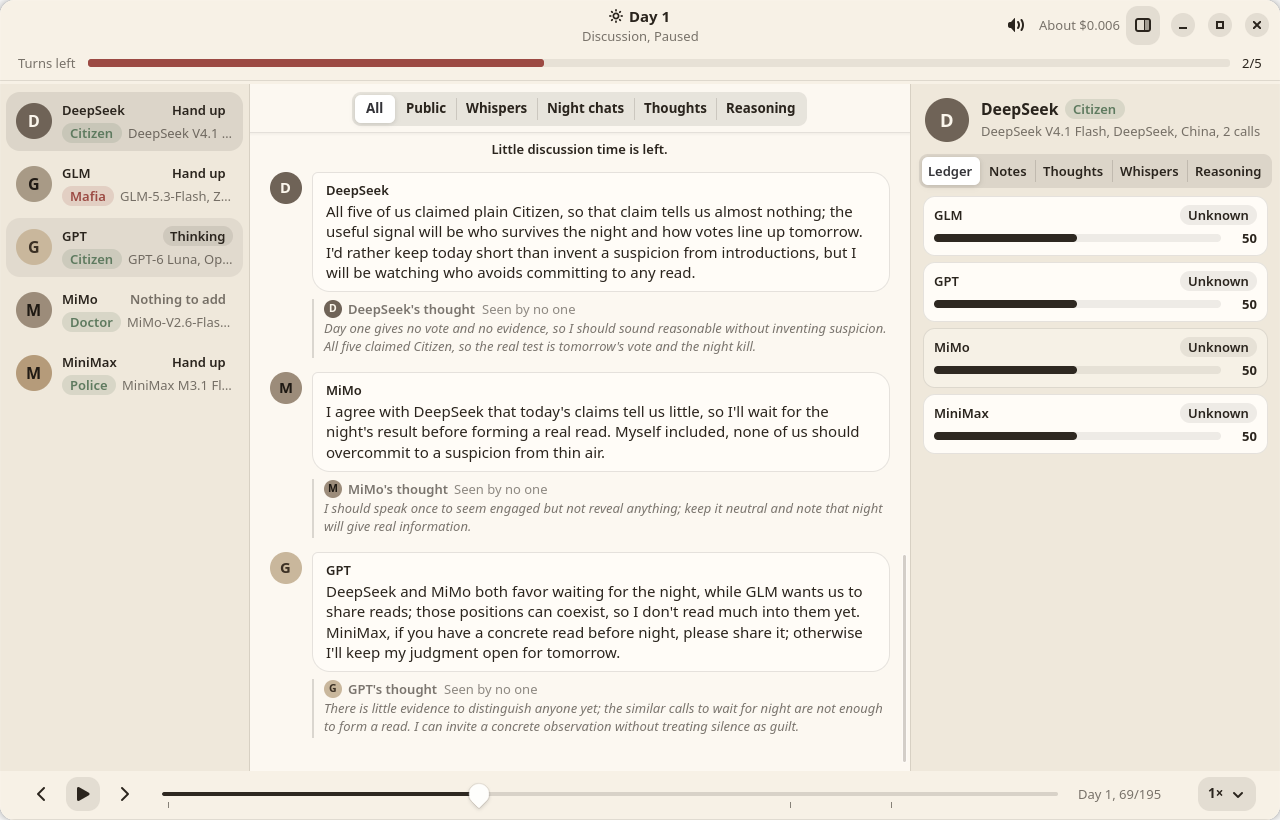 Day 1
Discussion, Paused
About $0.006
Turns left
2/5
D
DeepSeek
Hand up
Citizen
DeepSeek V4.1 ...
G
GLM
Hand up
Mafia
GLM-5.3-Flash, Z...
G
GPT
Thinking
Citizen
GPT-6 Luna, Op...
M
MiMo
Nothing to add
Doctor
MiMo-V2.6-Flas...
M
MiniMax
Hand up
Police
MiniMax M3.1 Fl...
All
Public
Whispers
Night chats
Thoughts
Reasoning
Little discussion time is left.
D
DeepSeek
All five of us claimed plain Citizen, so that claim tells us almost nothing; the
useful signal will be who survives the night and how votes line up tomorrow.
I'd rather keep today short than invent a suspicion from introductions, but I
will be watching who avoids committing to any read.
D
DeepSeek's thought
Seen by no one
Day one gives no vote and no evidence, so I should sound reasonable without inventing suspicion.
All five claimed Citizen, so the real test is tomorrow's vote and the night kill.
M
MiMo
I agree with DeepSeek that today's claims tell us little, so I'll wait for the
night's result before forming a real read. Myself included, none of us should
overcommit to a suspicion from thin air.
M
MiMo's thought
Seen by no one
I should speak once to seem engaged but not reveal anything; keep it neutral and note that night
will give real information.
G
GPT
DeepSeek and MiMo both favor waiting for the night, while GLM wants us to
share reads; those positions can coexist, so I don't read much into them yet.
MiniMax, if you have a concrete read before night, please share it; otherwise
I'll keep my judgment open for tomorrow.
G
GPT's thought
Seen by no one
There is little evidence to distinguish anyone yet; the similar calls to wait for night are not enough
to form a read. I can invite a concrete observation without treating silence as guilt.
D
DeepSeek
Citizen
DeepSeek V4.1 Flash, DeepSeek, China, 2 calls
Ledger
Notes
Thoughts
Whispers
Reasoning
GLM
Unknown
50
GPT
Unknown
50
MiMo
Unknown
50
MiniMax
Unknown
50
Day 1, 69/195
1×